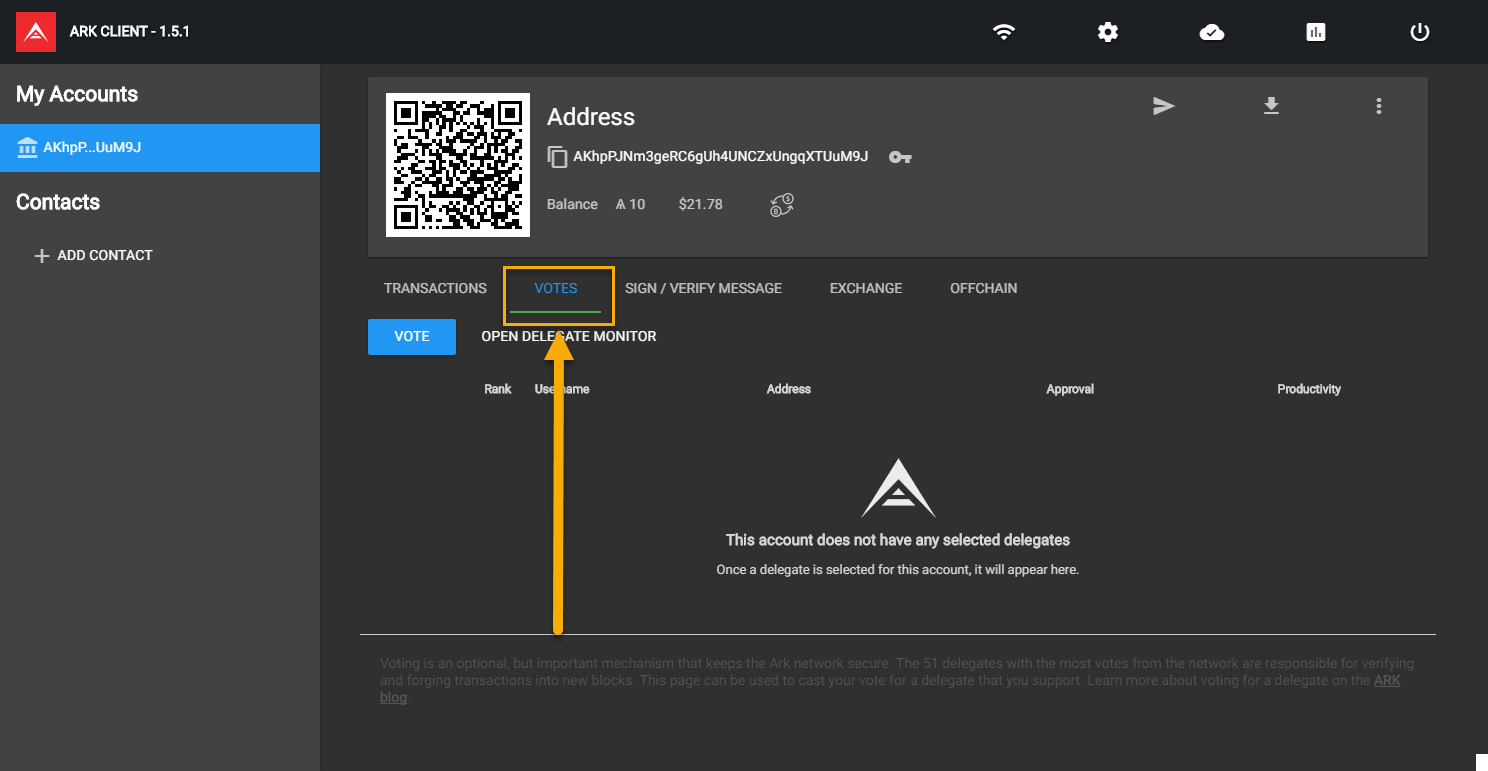 ARK CLIENT - 1.5.1
My Accounts
AKhpP...UuM9J
Contacts
ADD CONTACT
Address
AKhpPJNm3geRC6gUh4UNCZxUngqXTUuM9J
Balance Ѧ 10 $21.78
TRANSACTIONS VOTES SIGN / VERIFY MESSAGE EXCHANGE OFFCHAIN
VOTE OPEN DELEGATE MONITOR
Rank Username Address Approval Productivity
This account does not have any selected delegates
Once a delegate is selected for this account, it will appear here.
Voting is an optional, but important mechanism that keeps the Ark network secure. The 51 delegates with the most votes from the network are responsible for verifying
and forging transactions into new blocks. This page can be used to cast your vote for a delegate that you support. Learn more about voting for a delegate on the ARK
blog.